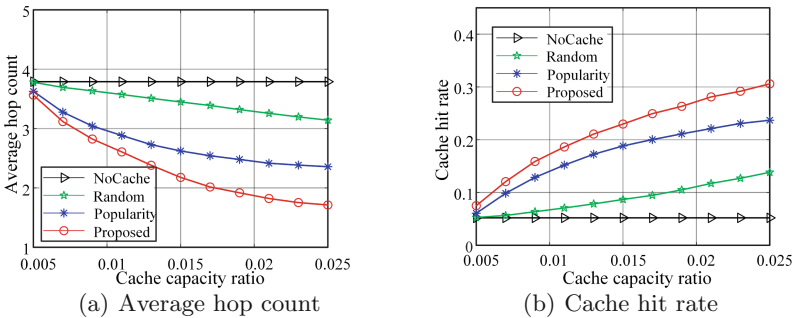 5
4
3
2
1
Average hop count
NoCache
Random
Popularity
Proposed
0.005
0.01
0.015
0.02
0.025
Cache capacity ratio
(a) Average hop count
0.4
0.3
0.2
0.1
0
Cache hit rate
NoCache
Random
Popularity
Proposed
0.005
0.01
0.015
0.02
0.025
Cache capacity ratio
(b) Cache hit rate